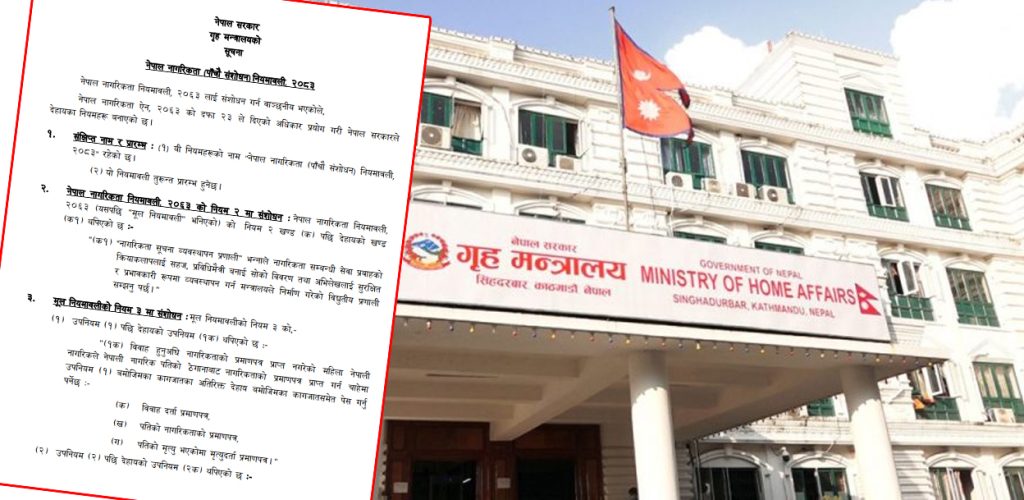 नेपाल सरकार
गृह मन्त्रालयको
सूचना
नेपाल नागरिकता (पाँचौ संशोधन) नियमावली, २०८३
नेपाल नागरिकता नियमावली, २०६३ लाई संशोधन गर्न वाञ्छनीय भएकोले,
नेपाल नागरिकता ऐन, २०६३ को दफा २३ ले दिएको अधिकार प्रयोग गरी नेपाल सरकारले
देहायका नियमहरू बनाएको छ।
१. संक्षिप्त नाम र प्रारम्भ : (१) यी नियमहरूको नाम "नेपाल नागरिकता (पाँचौ संशोधन) नियमावली,
२०८३" रहेको छ।
(२) यो नियमावली तुरुन्त प्रारम्भ हुनेछ।
२. नेपाल नागरिकता नियमावली, २०६३ को नियम २ मा संशोधन : नेपाल नागरिकता नियमावली,
२०६३ (यसपछि "मूल नियमावली" भनिएको) को नियम २ खण्ड (क) पछि देहायको खण्ड
(क१) थपिएको छ :-
"(क१) "नागरिकता सूचना व्यवस्थापन प्रणाली" भन्नाले नागरिकता सम्बन्धी सेवा प्रवाहको
क्रियाकलापलाई सहज, प्रविधिमैत्री बनाई सोको विवरण तथा अभिलेखलाई सुरक्षित
र प्रभावकारी रूपमा व्यवस्थापन गर्न मन्त्रालयले निर्माण गरेको विद्युतीय प्रणाली
सम्झनु पर्छ।"
३. मूल नियमावलीको नियम ३ मा संशोधन : मूल नियमावलीको नियम ३ को,-
(१) उपनियम (१) पछि देहायको उपनियम (१क) थपिएको छ :-
"(१क) विवाह हुनुअघि नागरिकताको प्रमाणपत्र प्राप्त नगरेको महिला नेपाली
नागरिकले नेपाली नागरिक पतिको ठेगानाबाट नागरिकताको प्रमाणपत्र प्राप्त गर्न चाहेमा
उपनियम (१) बमोजिमका कागजातका अतिरिक्त देहाय बमोजिमका कागजातसमेत पेस गर्नु
पर्नेछ :-
(क) विवाह दर्ता प्रमाणपत्र,
(ख) पतिको नागरिकताको प्रमाणपत्र,
(ग) पतिको मृत्यु भएकोमा मृत्युदर्ता प्रमाणपत्र।"
(२) उपनियम (२) पछि देहायको उपनियम (२क) थपिएको छ :-
नेपाल सरकार
गृह मन्त्रालय
सिंहदरबार काठमाडौं नेपाल
GOVERNMENT OF NEPAL
MINISTRY OF HOME AFFAIRS
SINGHADURBAR, KATHMANDU, NEPAL